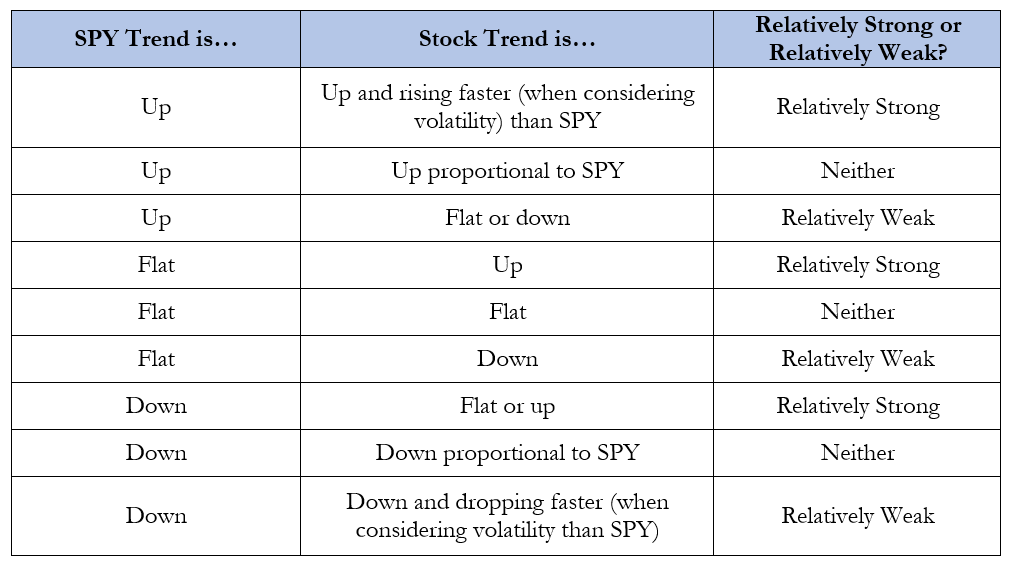 SPY Trend is…
Stock Trend is…
Relatively Strong or
Relatively Weak?
Up
Up and rising faster (when considering
volatility) than SPY
Relatively Strong
Up
Up proportional to SPY
Neither
Up
Flat or down
Relatively Weak
Flat
Up
Relatively Strong
Flat
Flat
Neither
Flat
Down
Relatively Weak
Down
Flat or up
Relatively Strong
Down
Down proportional to SPY
Neither
Down
Down and dropping faster (when
considering volatility than SPY)
Relatively Weak